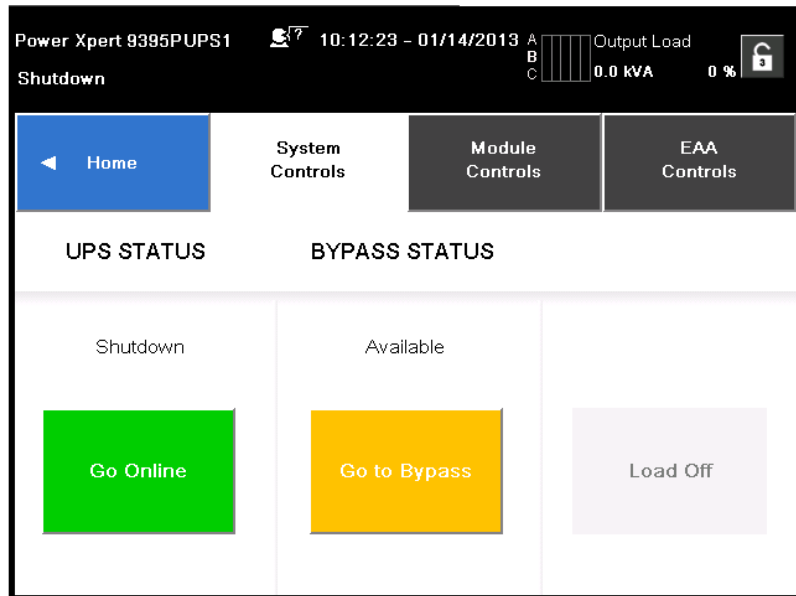 Power Xpert 9395PUPS1
? 10:12:23 - 01/14/2013
A
B
C
Output Load
0.0 kVA 0 %
3
Shutdown
Home
System
Controls
Module
Controls
EAA
Controls
UPS STATUS
BYPASS STATUS
Shutdown
Available
Go Online
Go to Bypass
Load Off